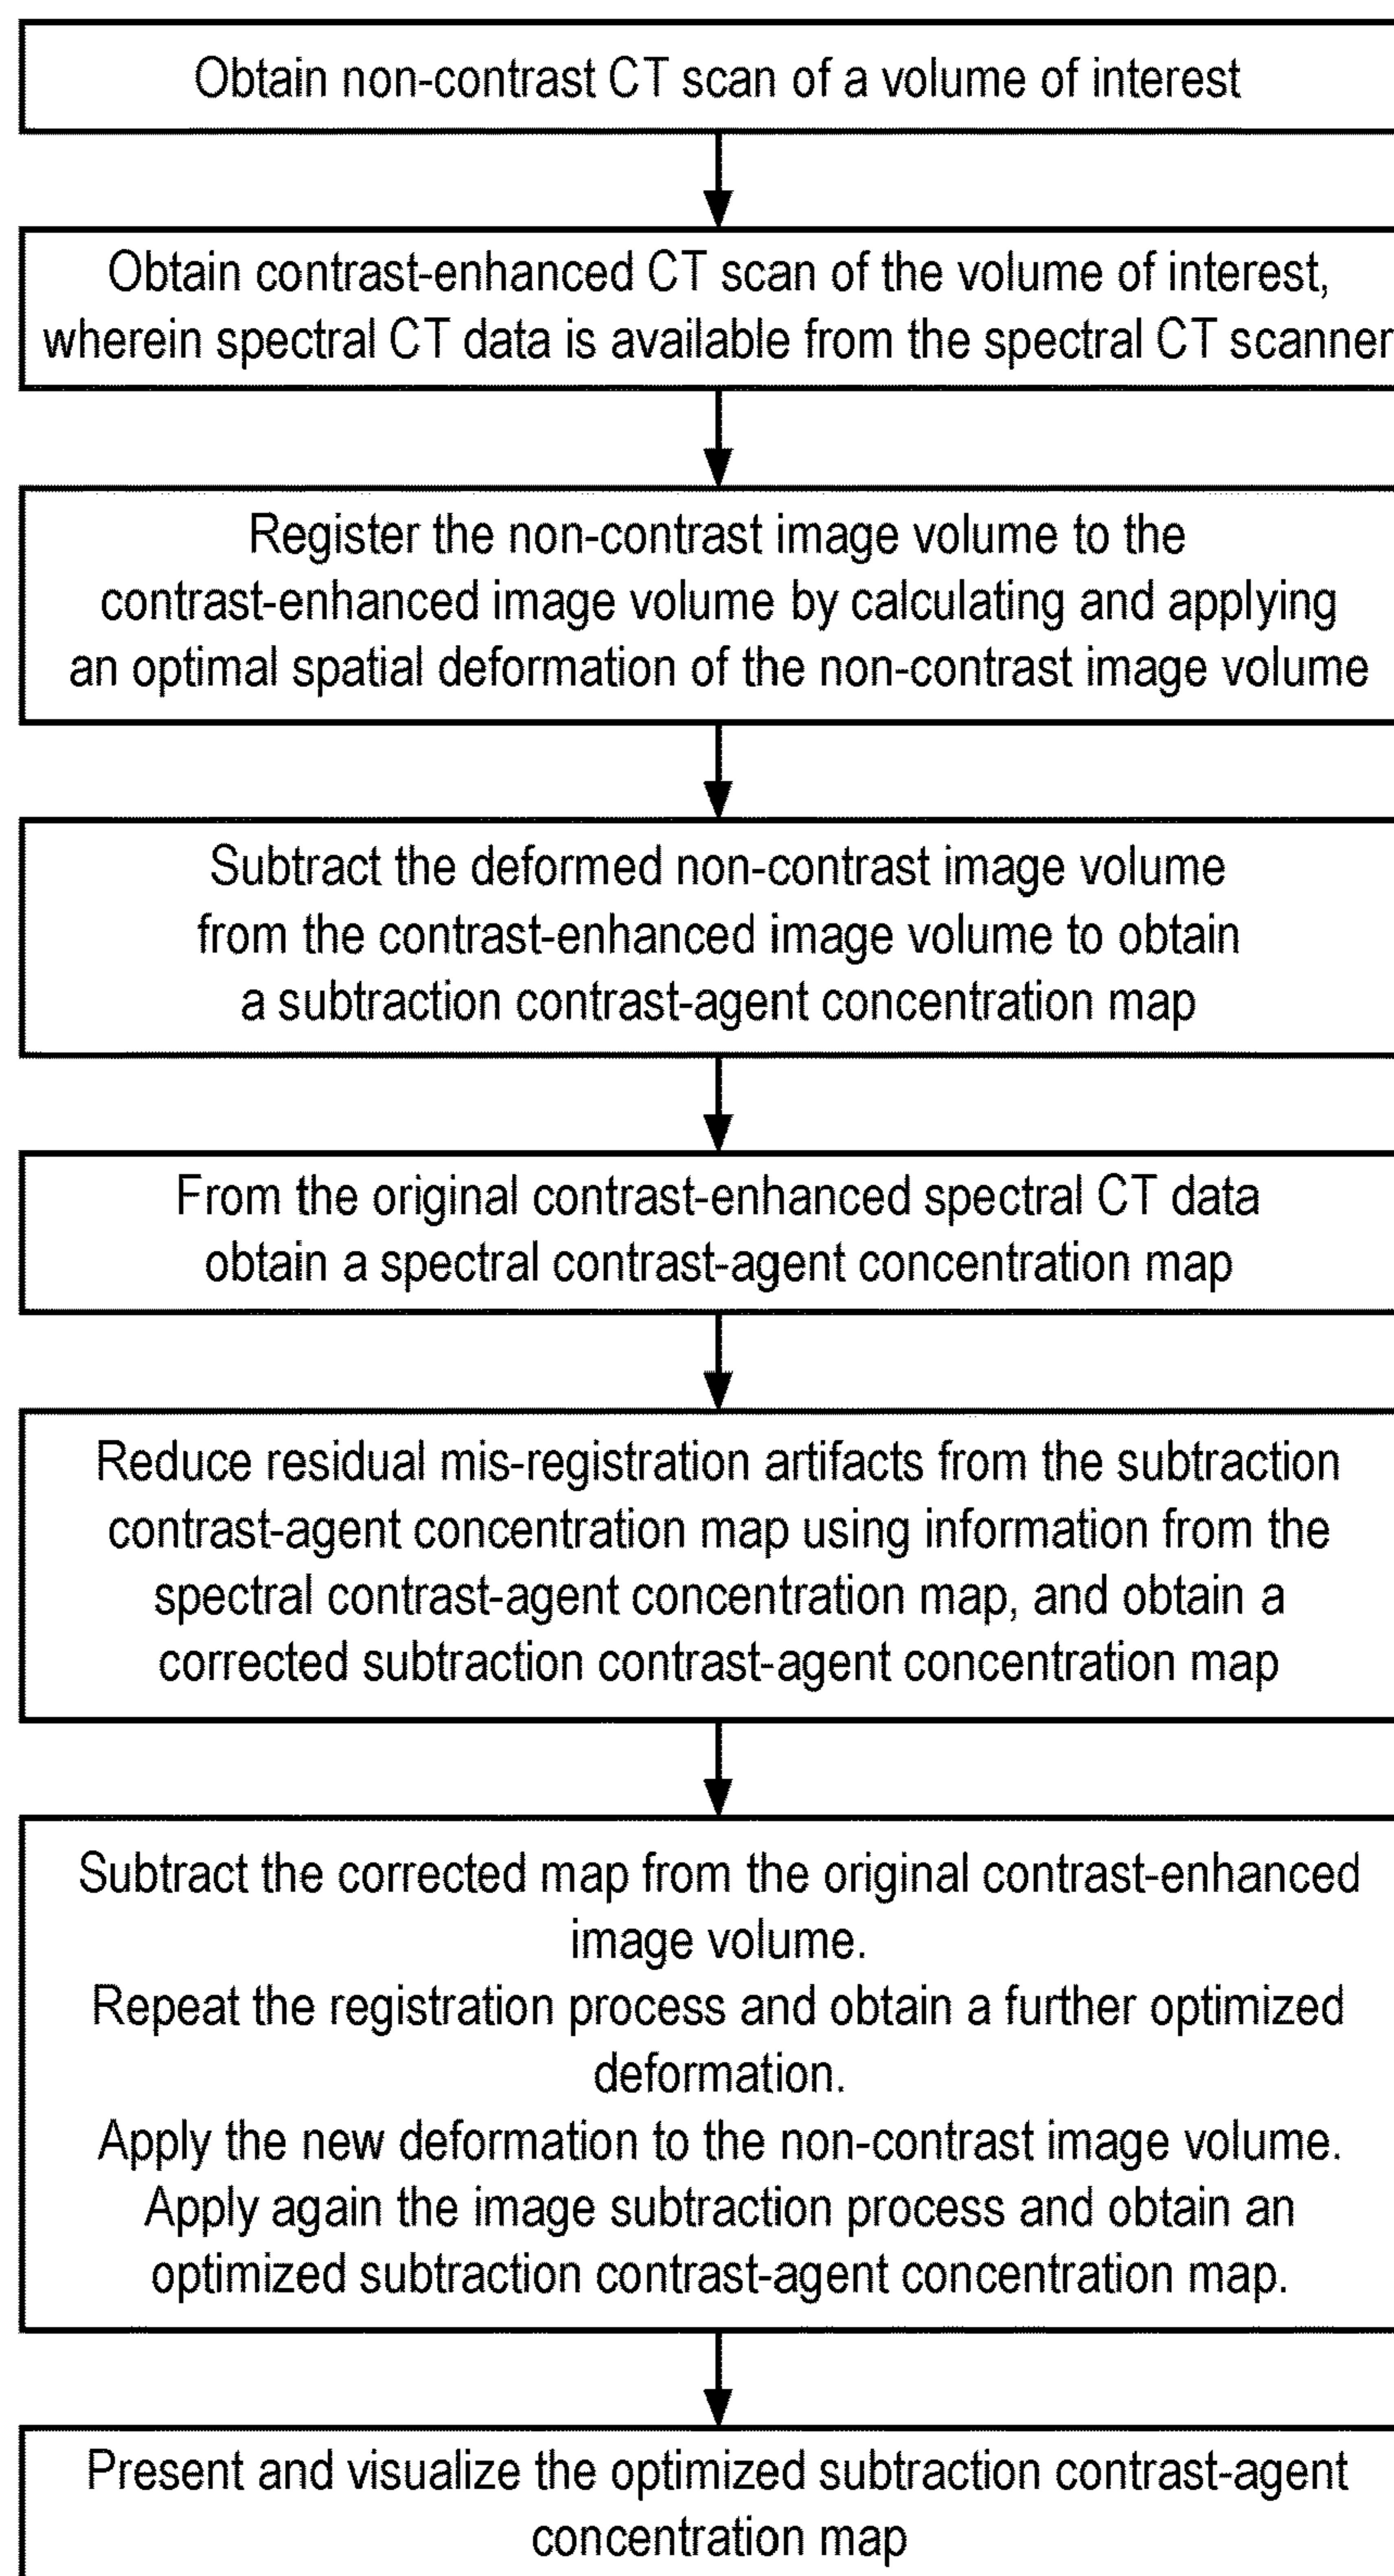 Obtain non-contrast CT scan of a volume of interest
Obtain contrast-enhanced CT scan of the volume of interest,
wherein spectral CT data is available from the spectral CT scanner
Register the non-contrast image volume to the
contrast-enhanced image volume by calculating and applying
an optimal spatial deformation of the non-contrast image volume
Subtract the deformed non-contrast image volume
from the contrast-enhanced image volume to obtain
a subtraction contrast-agent concentration map
From the original contrast-enhanced spectral CT data
obtain a spectral contrast-agent concentration map
Reduce residual mis-registration artifacts from the subtraction
contrast-agent concentration map using information from the
spectral contrast-agent concentration map, and obtain a
corrected subtraction contrast-agent concentration map
Subtract the corrected map from the original contrast-enhanced
image volume.
Repeat the registration process and obtain a further optimized
deformation.
Apply the new deformation to the non-contrast image volume.
Apply again the image subtraction process and obtain an
optimized subtraction contrast-agent concentration map.
Present and visualize the optimized subtraction contrast-agent
concentration map